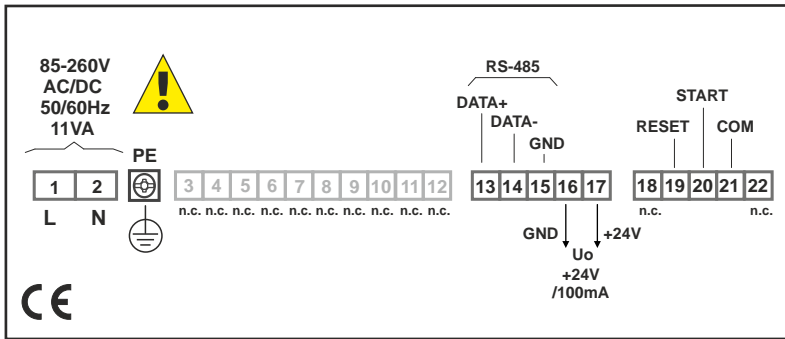 85-260V
AC/DC
50/60Hz
11VA
PE
1 2
L N
3 4 5 6 7 8 9 10 11 12
n.c. n.c. n.c. n.c. n.c. n.c. n.c. n.c. n.c. n.c.
RS-485
DATA+
DATA-
GND
13 14 15 16 17
GND
+24V
Uo
+24V
/100mA
START
RESET COM
18 19 20 21 22
n.c. n.c.
CE